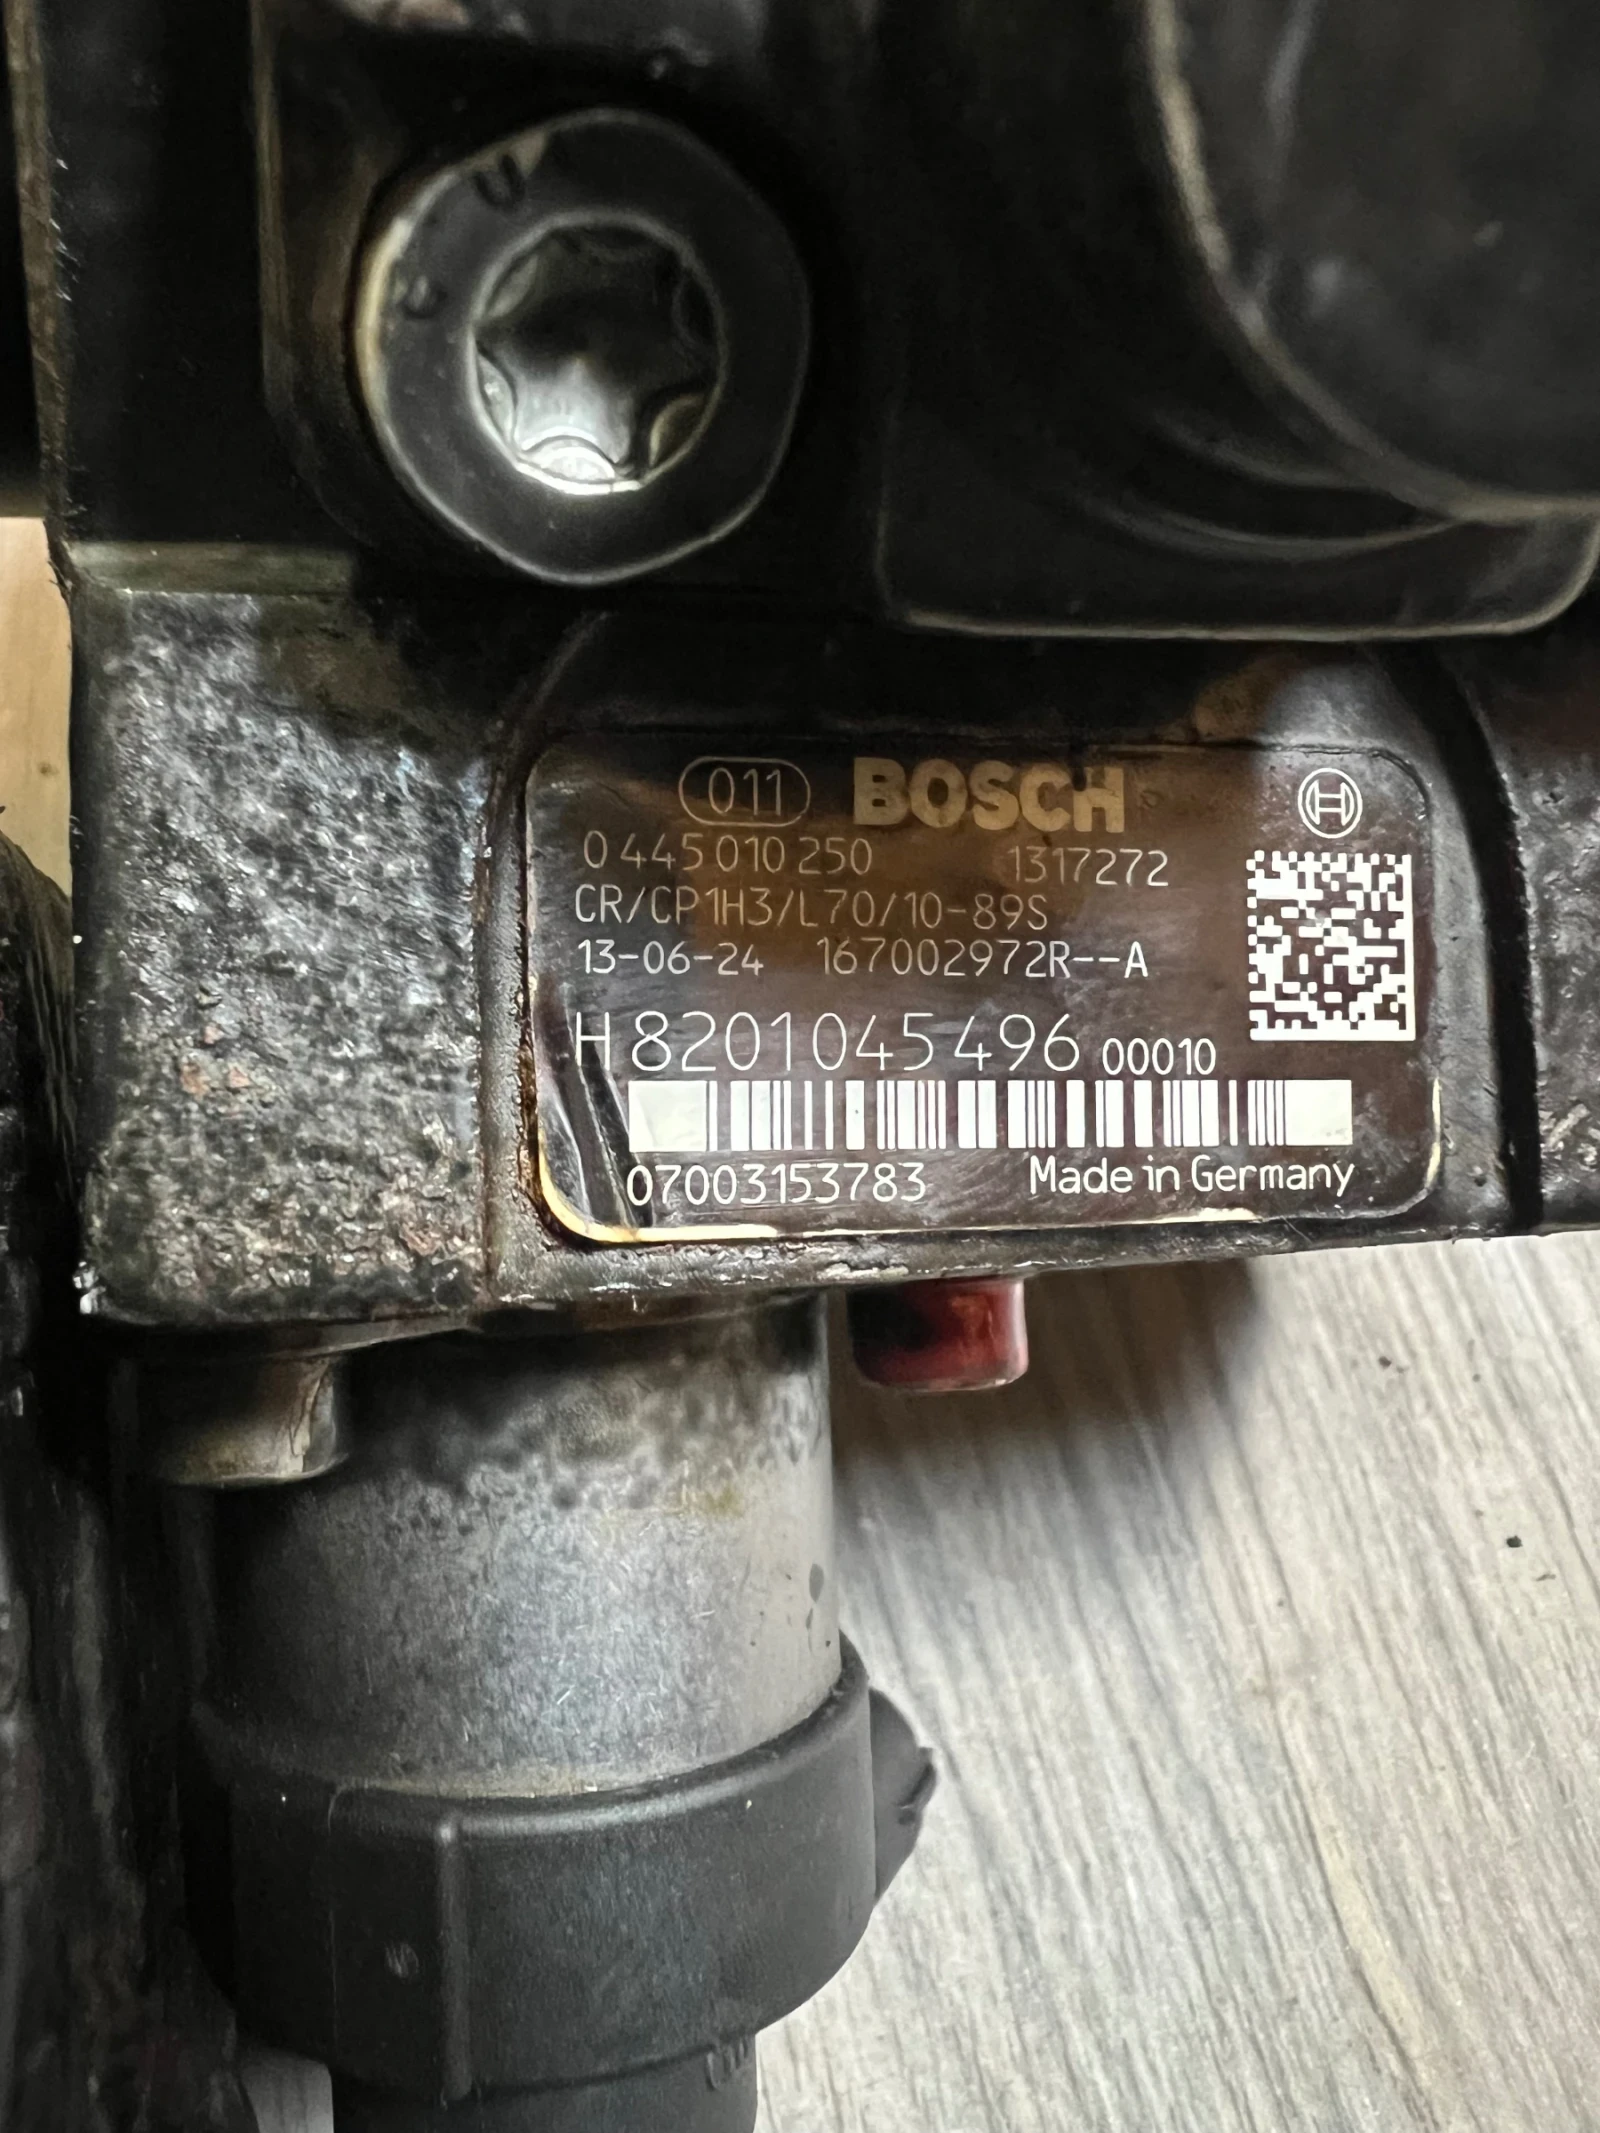 011 BOSCH
0 445 010 250 1317272
CR/CP1H3/L70/10-89S
13-06-24 167002972R--A
H8201045496 00010
07003153783 Made in Germany